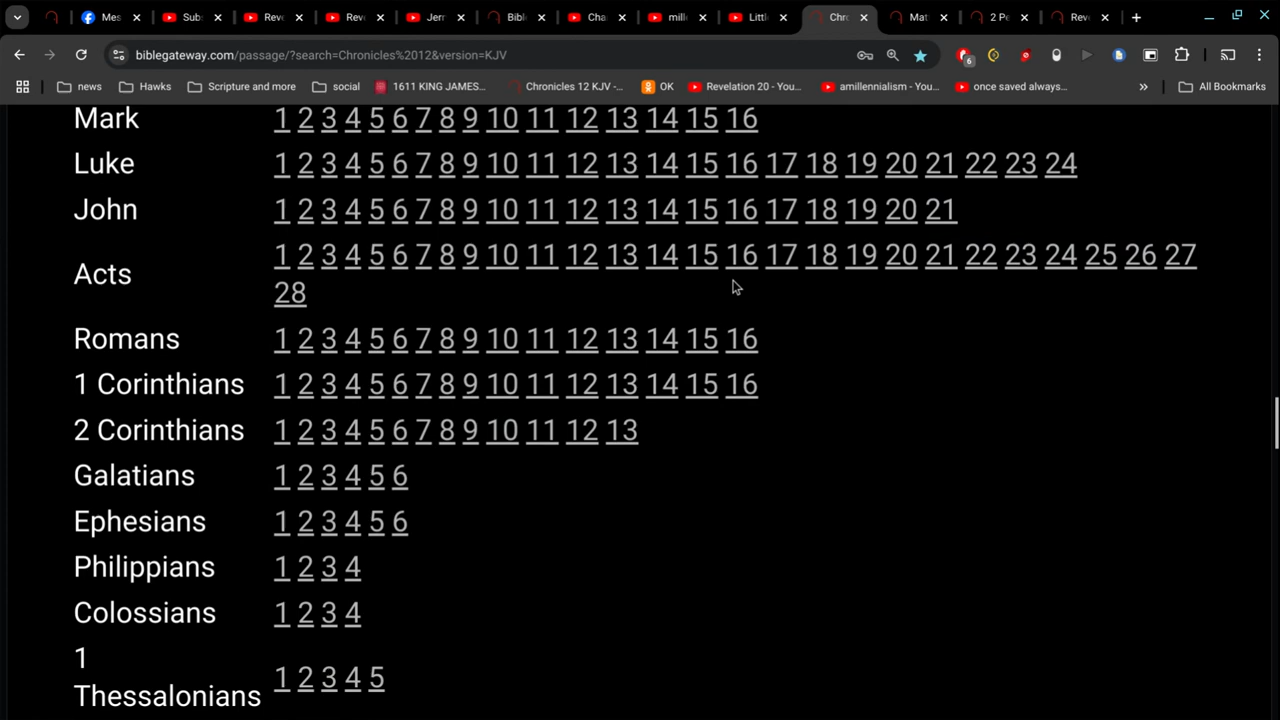 Mes
Sub
Reve
Reve
Jerr
Bible
Cha
mill
Little
Chro
Mat
2 Pe
Reve
biblegateway.com/passage/?search=Chronicles%2012&version=KJV
6
news
Hawks
Scripture and more
social
1611 KING JAMES...
Chronicles 12 KJV -...
OK
Revelation 20 - You...
amillennialism - You...
once saved always...
»
All Bookmarks
Mark 1 2 3 4 5 6 7 8 9 10 11 12 13 14 15 16
Luke 1 2 3 4 5 6 7 8 9 10 11 12 13 14 15 16 17 18 19 20 21 22 23 24
John 1 2 3 4 5 6 7 8 9 10 11 12 13 14 15 16 17 18 19 20 21
Acts 1 2 3 4 5 6 7 8 9 10 11 12 13 14 15 16 17 18 19 20 21 22 23 24 25 26 27
28
Romans 1 2 3 4 5 6 7 8 9 10 11 12 13 14 15 16
1 Corinthians 1 2 3 4 5 6 7 8 9 10 11 12 13 14 15 16
2 Corinthians 1 2 3 4 5 6 7 8 9 10 11 12 13
Galatians 1 2 3 4 5 6
Ephesians 1 2 3 4 5 6
Philippians 1 2 3 4
Colossians 1 2 3 4
1
Thessalonians 1 2 3 4 5